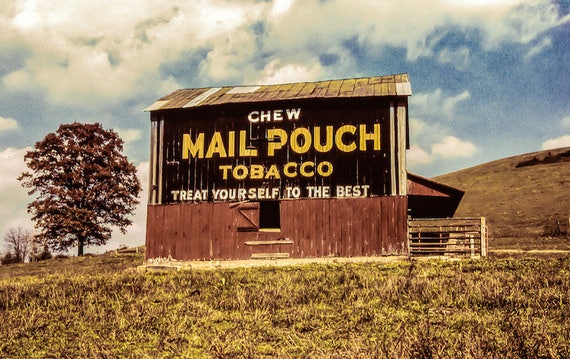 CHEW
MAIL POUCH
TOBACCO
TREAT YOURSELF TO THE BEST